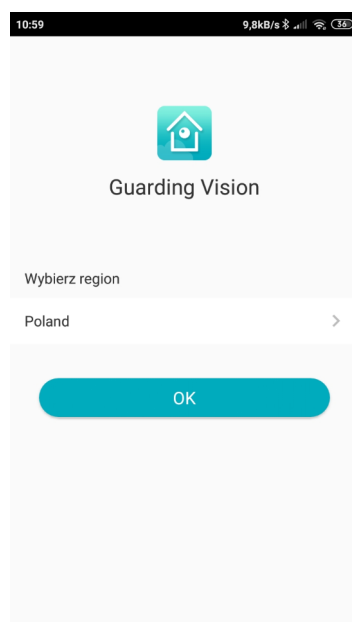 10:59 9,8kB/s 36
Guarding Vision
Wybierz region
Poland
OK